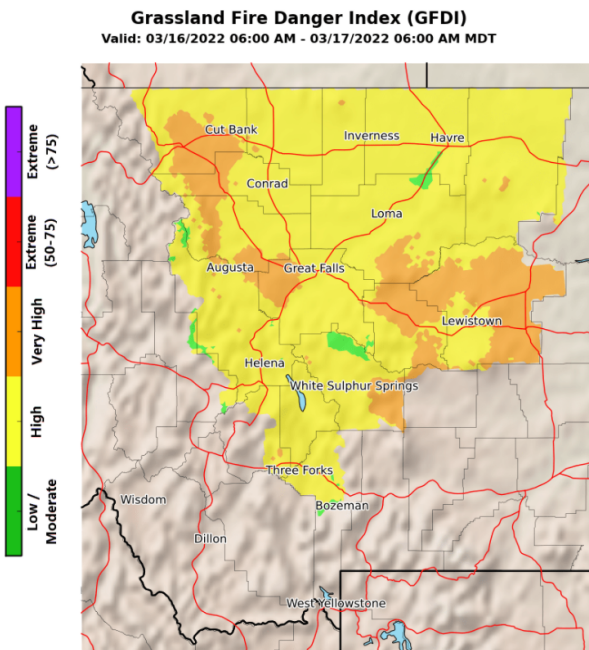 Grassland Fire Danger Index (GFDI)
Valid: 03/16/2022 06:00 AM - 03/17/2022 06:00 AM MDT
Extreme
(>75)
Extreme
(50-75)
Very High
High
Low /
Moderate
Cut Bank
Inverness
Havre
Conrad
Loma
Augusta
Great Falls
Lewistown
Helena
White Sulphur Springs
Three Forks
Wisdom
Bozeman
Dillon
West Yellowstone